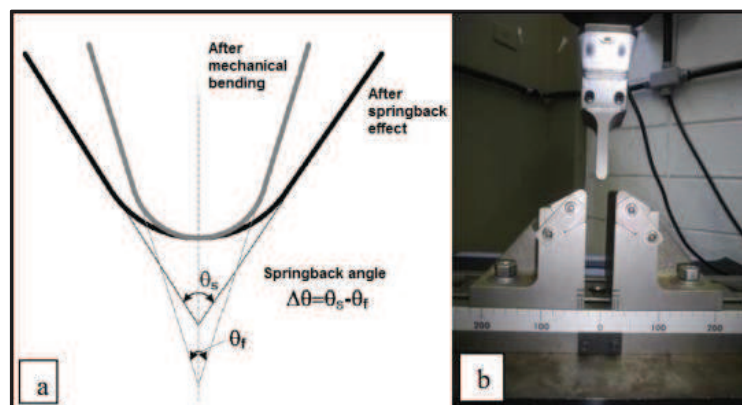 After
mechanical
bending
After
springback
effect
θs
Springback angle
Δθ=θs-θf
θf
a
200 100 0 100 200
b